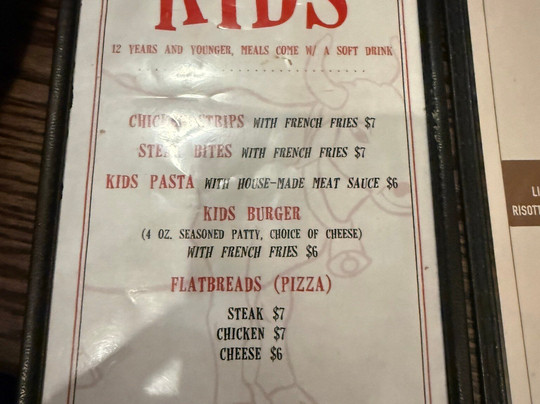 KIDS
12 YEARS AND YOUNGER, MEALS COME W/ A SOFT DRINK
CHICKEN STRIPS WITH FRENCH FRIES $7
STEAK BITES WITH FRENCH FRIES $7
KIDS PASTA WITH HOUSE-MADE MEAT SAUCE $6
KIDS BURGER
(4 OZ. SEASONED PATTY, CHOICE OF CHEESE)
WITH FRENCH FRIES $6
FLATBREADS (PIZZA)
STEAK $7
CHICKEN $7
CHEESE $6